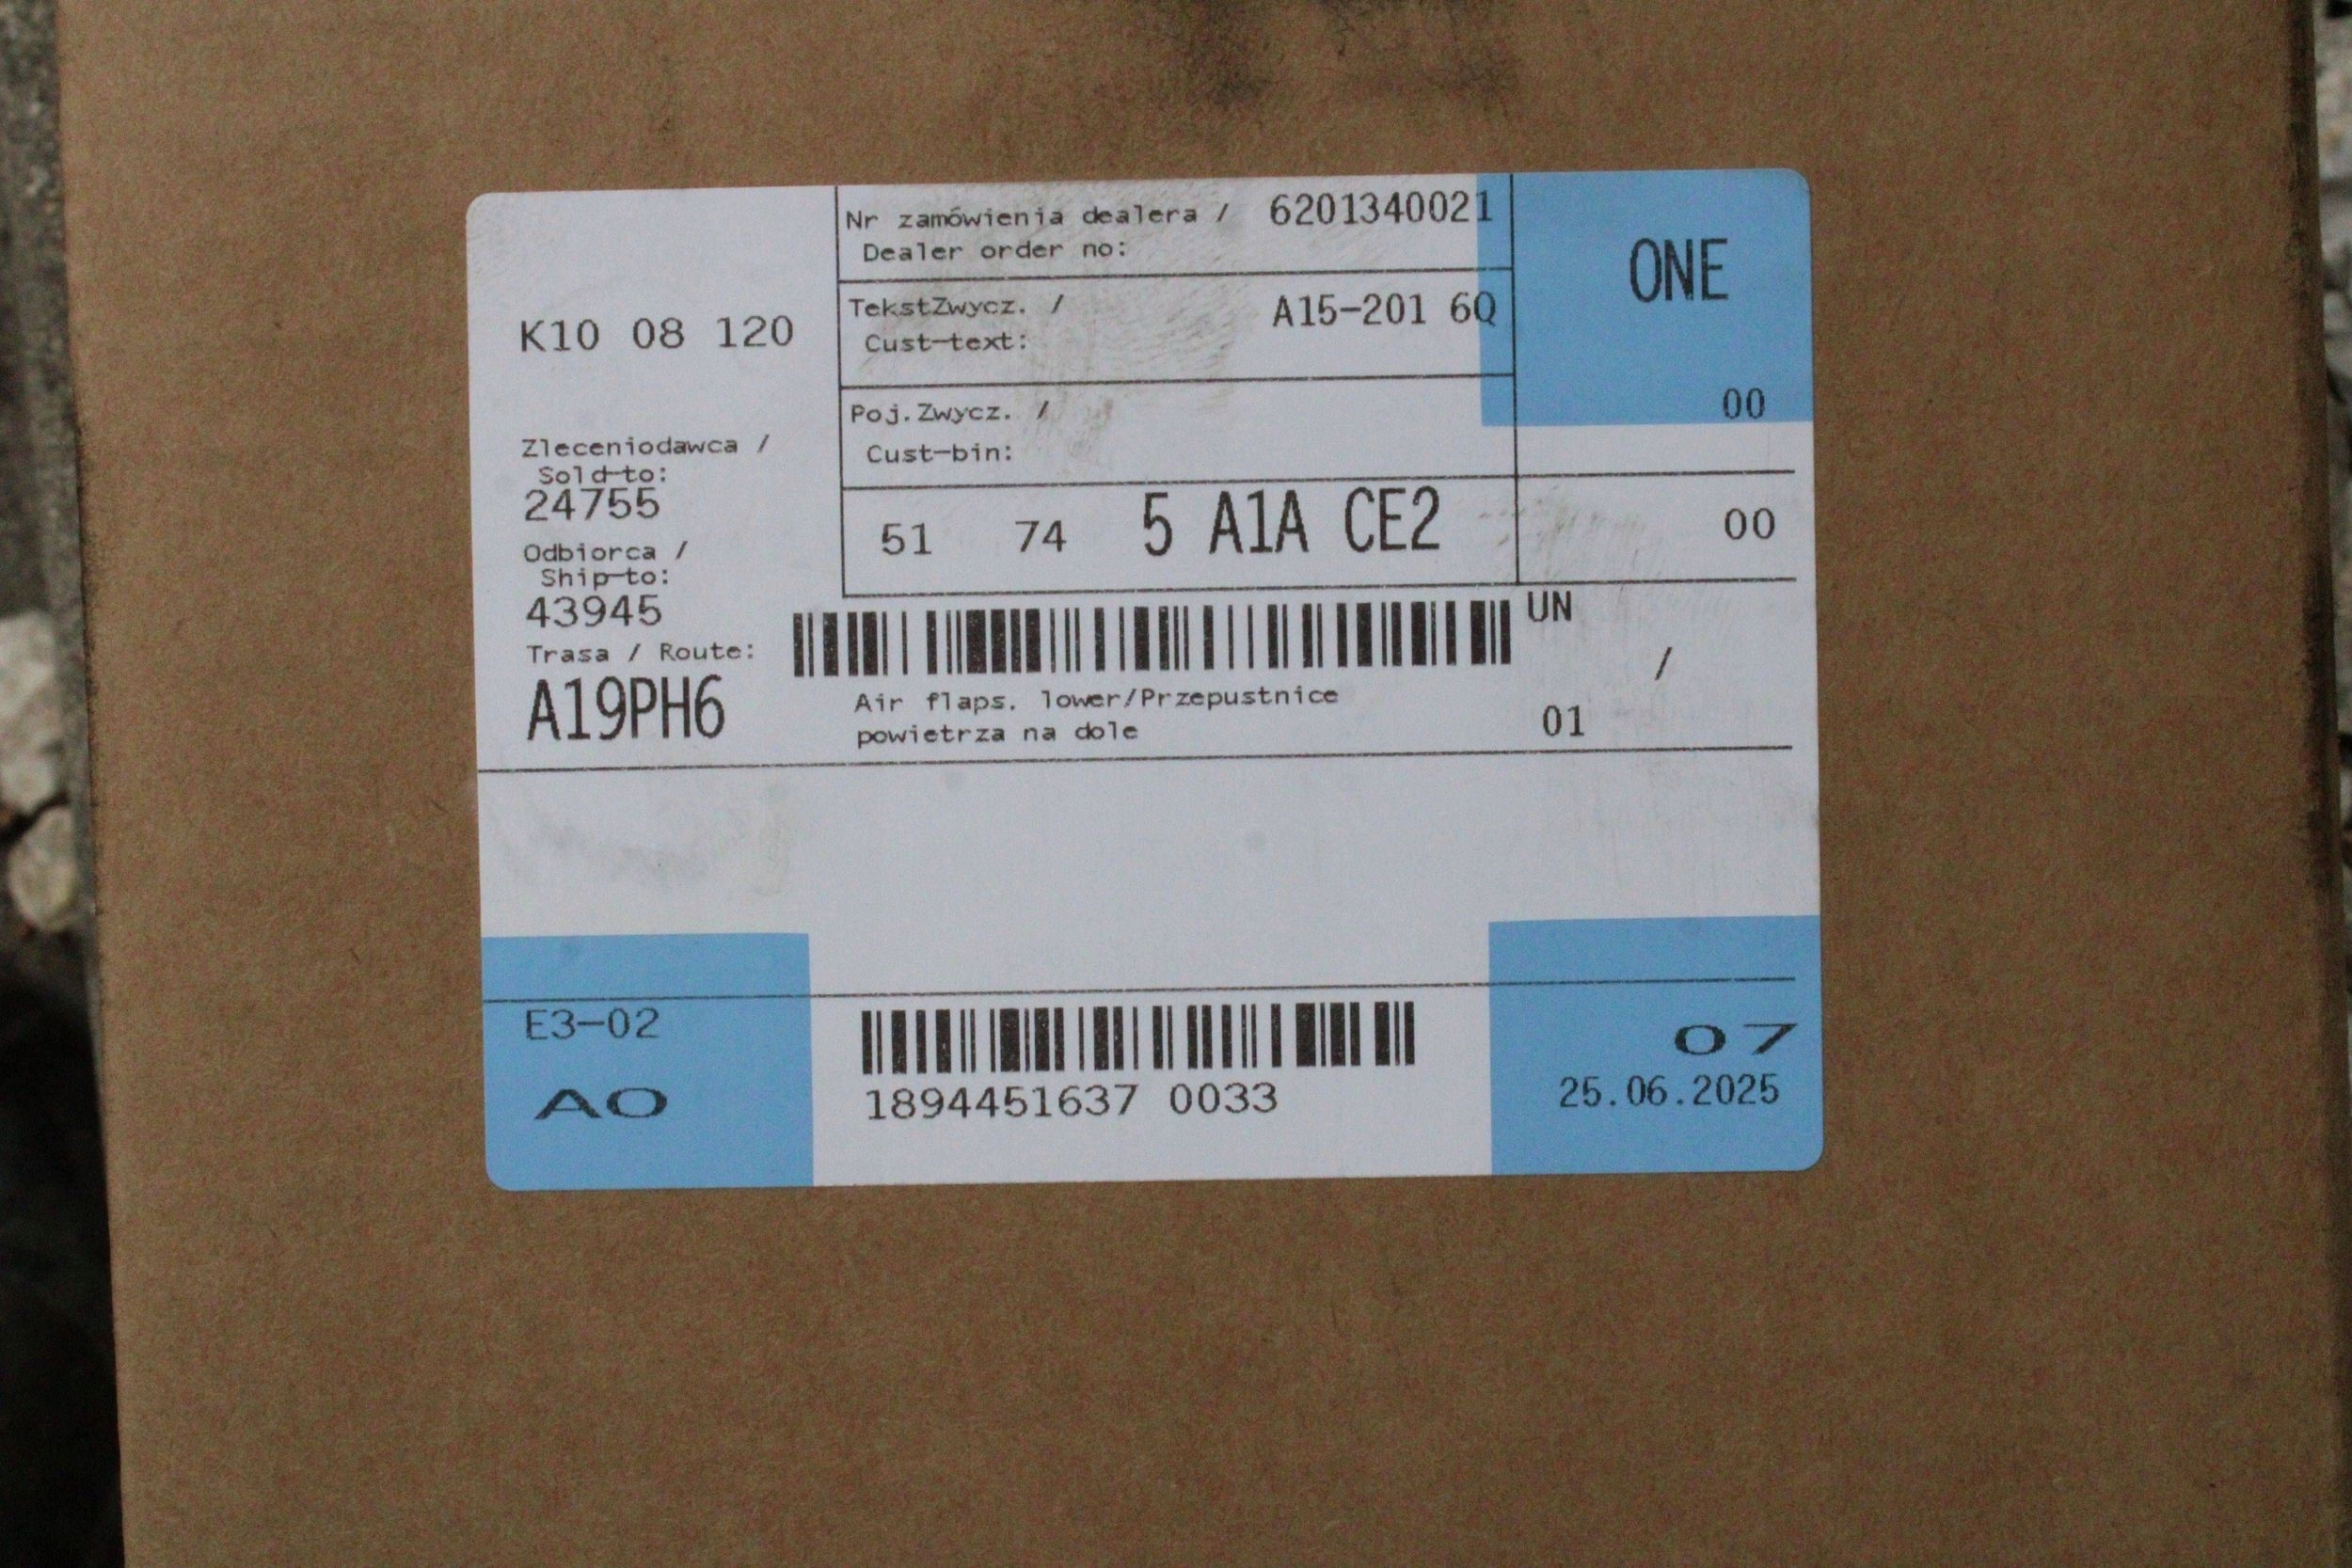 K10 08 120
Nr zamówienia dealera / 6201340021
Dealer order no:
TekstZwycz. / A15-201 6Q
Cust-text:
Poj.Zwycz. /
Cust-bin:
ONE
00
Zleceniodawca /
Sold-to:
24755
Odbiorca /
Ship-to:
43945
Trasa / Route:
A19PH6
51 74 5 A1A CE2
00
UN
/
01
Air flaps. lower/Przepustnice
powietrza na dole
E3-02
AO
1894451637 0033
07
25.06.2025